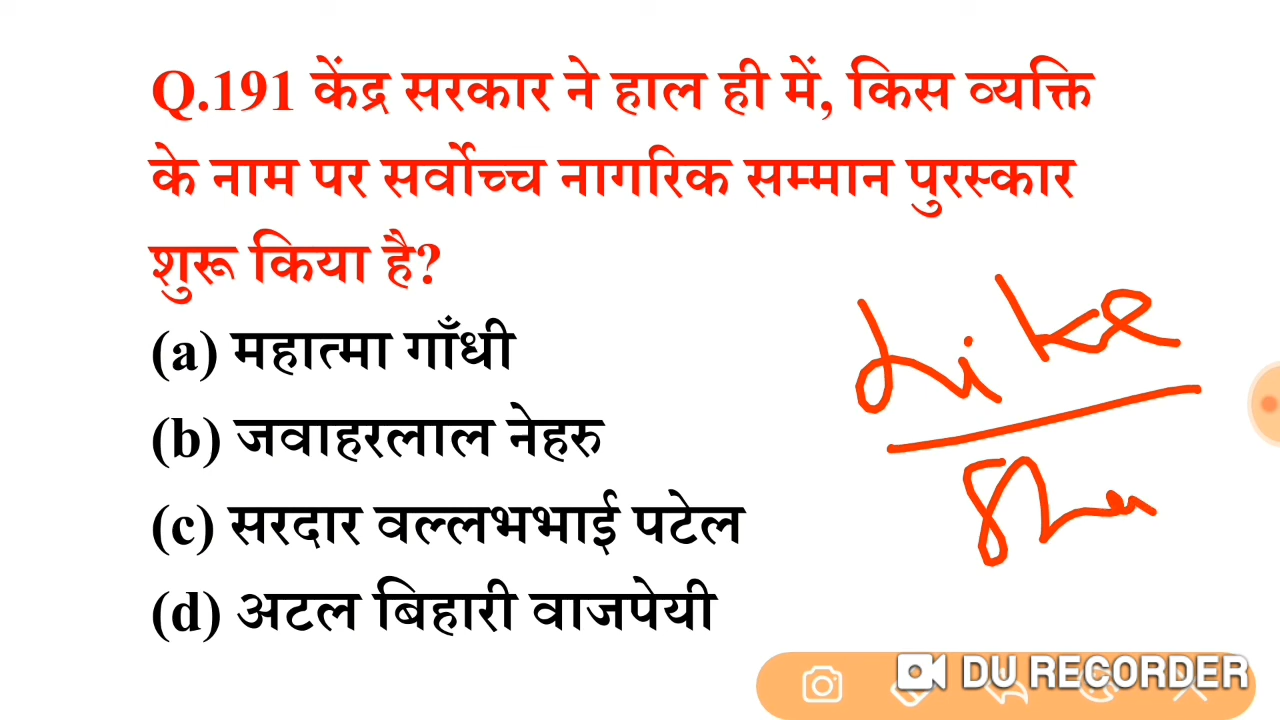 Q.191 केंद्र सरकार ने हाल ही में, किस व्यक्ति
के नाम पर सर्वोच्च नागरिक सम्मान पुरस्कार
शुरू किया है?
(a) महात्मा गाँधी
(b) जवाहरलाल नेहरु
(c) सरदार वल्लभभाई पटेल
(d) अटल बिहारी वाजपेयी
Like
DU RECORDER